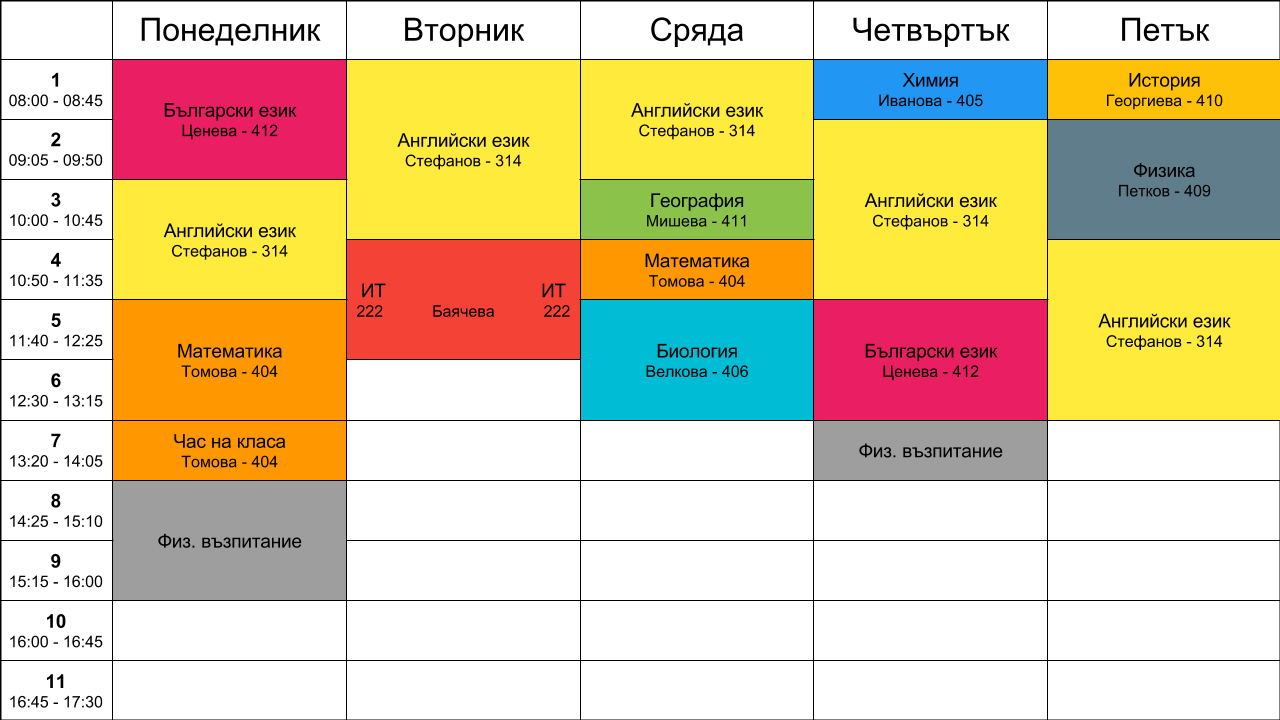 Понеделник
Вторник
Сряда
Четвъртък
Петък
1
08:00 - 08:45
Български език
Ценева - 412
Английски език
Стефанов - 314
Английски език
Стефанов - 314
Химия
Иванова - 405
История
Георгиева - 410
2
09:05 - 09:50
Английски език
Стефанов - 314
Физика
Петков - 409
3
10:00 - 10:45
Английски език
Стефанов - 314
География
Мишева - 411
4
10:50 - 11:35
ИТ ИТ
222 Баячева 222
Математика
Томова - 404
Английски език
Стефанов - 314
5
11:40 - 12:25
Математика
Томова - 404
Биология
Велкова - 406
Български език
Ценева - 412
6
12:30 - 13:15
7
13:20 - 14:05
Час на класа
Томова - 404
Физ. възпитание
8
14:25 - 15:10
Физ. възпитание
9
15:15 - 16:00
10
16:00 - 16:45
11
16:45 - 17:30